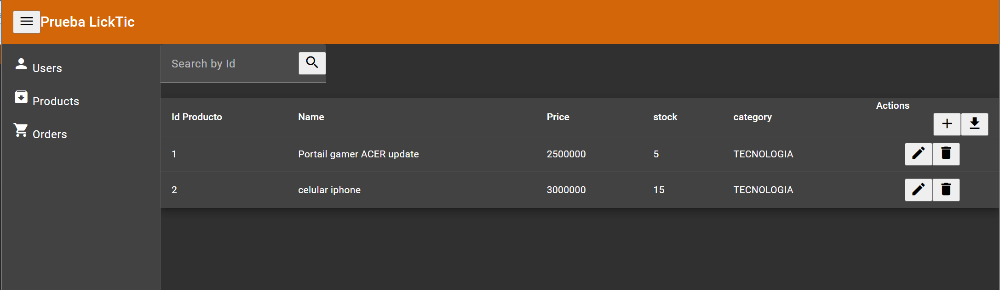 Prueba LickTic
Users
Products
Orders
Search by Id
Id Producto Name Price stock category Actions
1 Portail gamer ACER update 2500000 5 TECNOLOGIA
2 celular iphone 3000000 15 TECNOLOGIA